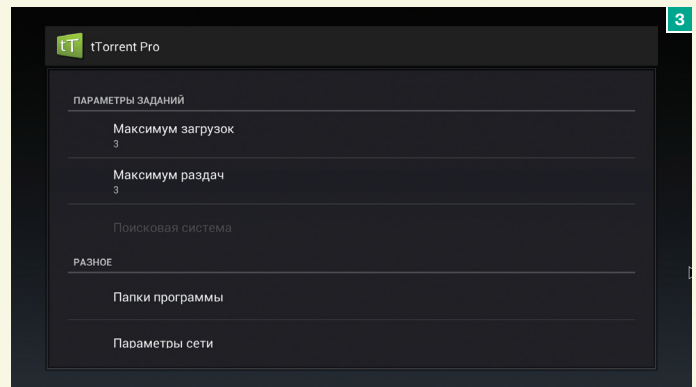 3
tT tTorrent Pro
ПАРАМЕТРЫ ЗАДАНИЙ
Максимум загрузок
3
Максимум раздач
3
Поисковая система
РАЗНОЕ
Папки программы
Параметры сети